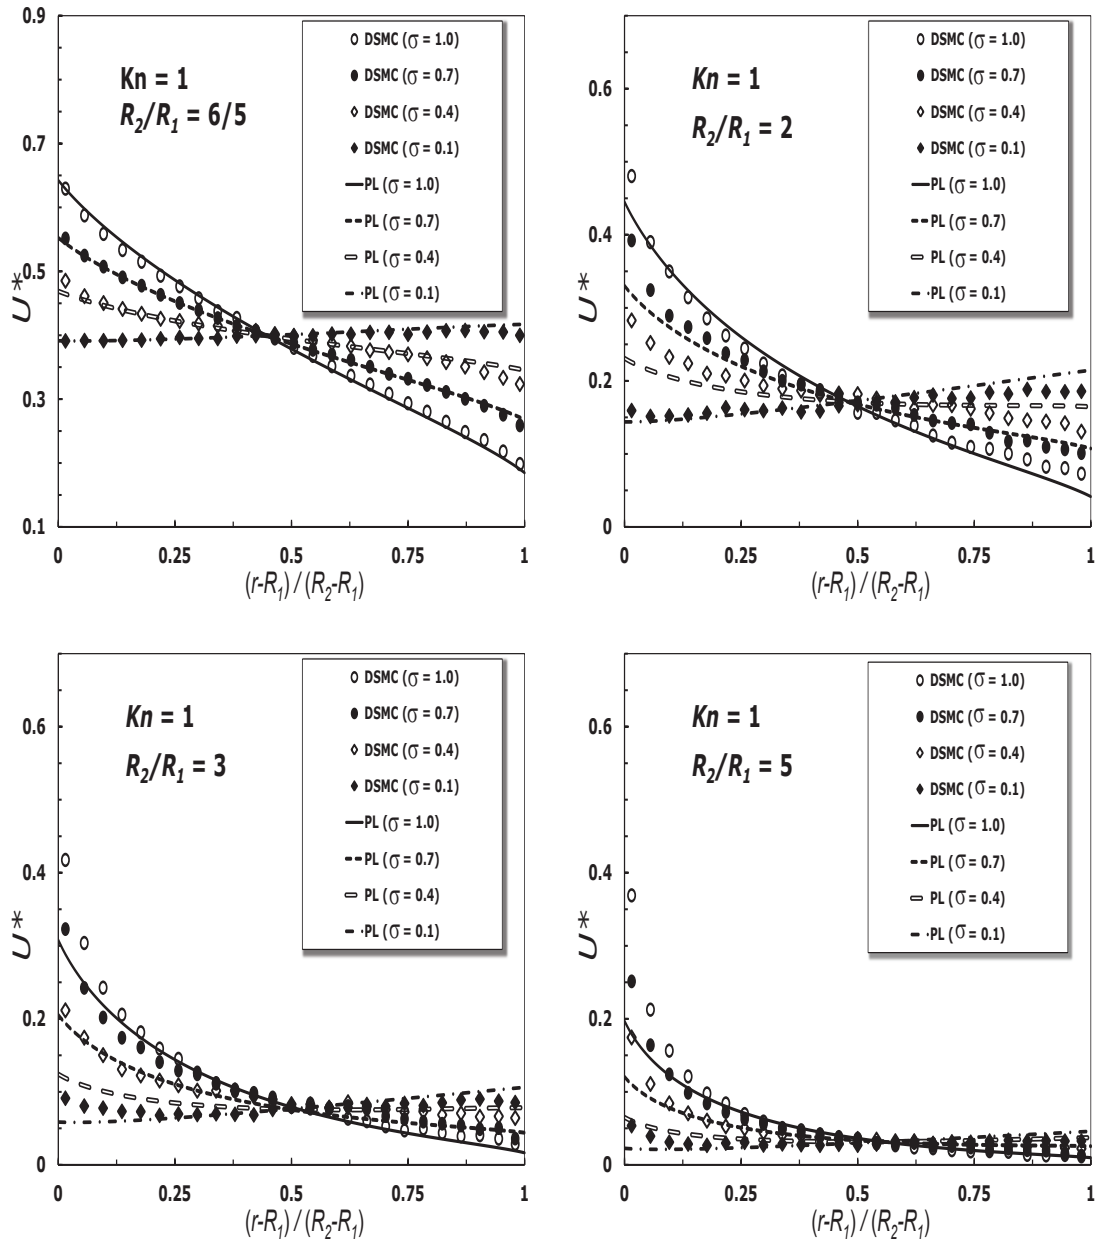 0.9
0.7
0.5
0.3
0.1
U*
Kn = 1
R2/R1 = 6/5
DSMC (σ = 1.0)
DSMC (σ = 0.7)
DSMC (σ = 0.4)
DSMC (σ = 0.1)
PL (σ = 1.0)
PL (σ = 0.7)
PL (σ = 0.4)
PL (σ = 0.1)
0 0.25 0.5 0.75 1
(r-R1) / (R2-R1)
0.6
0.4
0.2
0
U*
Kn = 1
R2/R1 = 2
DSMC (σ = 1.0)
DSMC (σ = 0.7)
DSMC (σ = 0.4)
DSMC (σ = 0.1)
PL (σ = 1.0)
PL (σ = 0.7)
PL (σ = 0.4)
PL (σ = 0.1)
0 0.25 0.5 0.75 1
(r-R1) / (R2-R1)
0.6
0.4
0.2
0
U*
Kn = 1
R2/R1 = 3
DSMC (σ = 1.0)
DSMC (σ = 0.7)
DSMC (σ = 0.4)
DSMC (σ = 0.1)
PL (σ = 1.0)
PL (σ = 0.7)
PL (σ = 0.4)
PL (σ = 0.1)
0 0.25 0.5 0.75 1
(r-R1) / (R2-R1)
0.6
0.4
0.2
0
U*
Kn = 1
R2/R1 = 5
DSMC (σ = 1.0)
DSMC (σ = 0.7)
DSMC (σ = 0.4)
DSMC (σ = 0.1)
PL (σ = 1.0)
PL (σ = 0.7)
PL (σ = 0.4)
PL (σ = 0.1)
0 0.25 0.5 0.75 1
(r-R1) / (R2-R1)